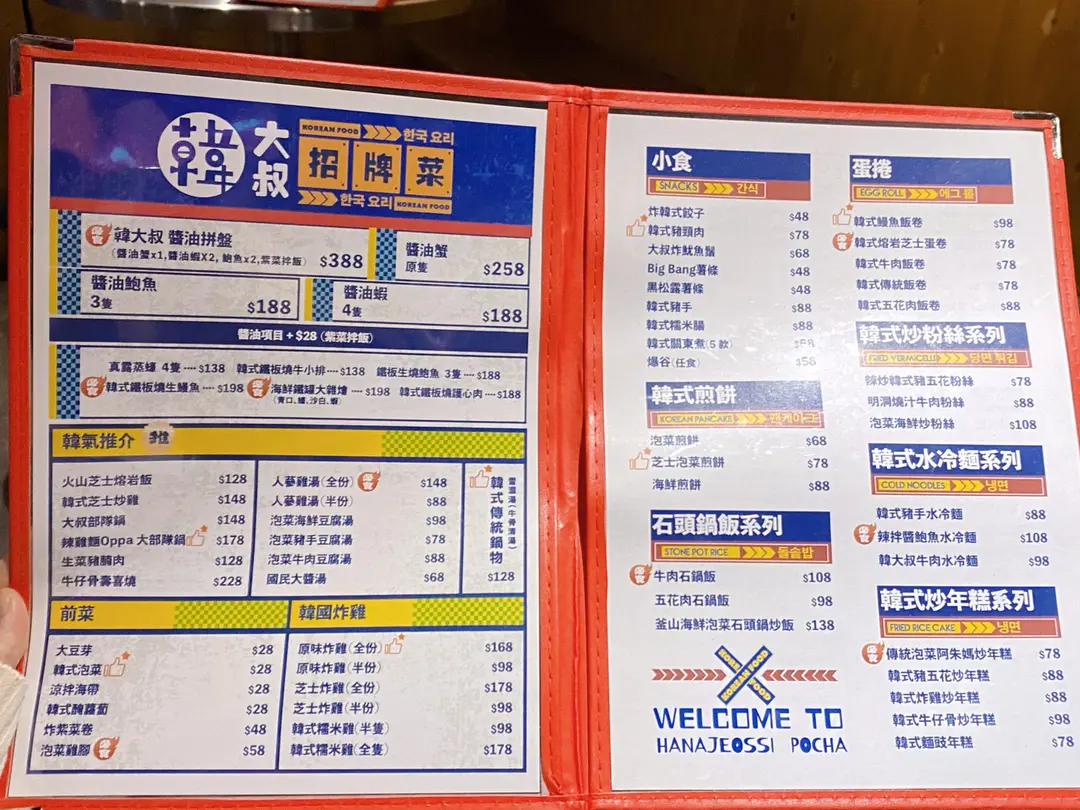 韓大叔 招牌菜
KOREAN FOOD 한국 요리
한국 요리 KOREAN FOOD
韓大叔 醬油拼盤
(醬油蟹x1,醬油蝦X2, 鮑魚x2,紫菜拌飯) $388
醬油蟹
原隻 $258
醬油鮑魚
3隻 $188
醬油蝦
4隻 $188
醬油項目 + $28 (紫菜拌飯)
真露蒸蠔 4隻 ---- $138 韓式鐵板燒牛小排 ---- $138 鐵板生燒鮑魚 3隻 ---- $188
韓式鐵板燒生鰻魚 ---- $198 海鮮鐵罐大雜燴 ---- $198 韓式鐵板燒護心肉 ---- $188
韓氣推介
火山芝士熔岩飯 $128
韓式芝士炒雞 $148
大叔部隊鍋 $148
辣雞麵Oppa 大部隊鍋 $178
生菜豬腩肉 $128
牛仔骨壽喜燒 $228
人蔘雞湯(全份) $148
人蔘雞湯(半份) $88
泡菜海鮮豆腐湯 $98
泡菜豬手豆腐湯 $78
泡菜牛肉豆腐湯 $88
國民大醬湯 $68
韓式傳統鍋物
$128
前菜
大豆芽 $28
韓式泡菜 $28
涼拌海帶 $28
韓式醃蘿蔔 $28
炸紫菜卷 $48
泡菜雞腳 $58
韓國炸雞
原味炸雞(全份) $168
原味炸雞(半份) $98
芝士炸雞(全份) $178
芝士炸雞(半份) $98
韓式糯米雞(半隻) $98
韓式糯米雞(全隻) $178
小食
SNACKS 간식
炸韓式餃子 $48
韓式豬頸肉 $78
大叔炸魷魚鬚 $68
Big Bang薯條 $48
黑松露薯條 $48
韓式豬手 $88
韓式糯米腸 $88
韓式關東煮(5 款)
爆谷(任食) $58
韓式煎餅
KOREAN PANCAKE 팬케이크
泡菜煎餅 $68
芝士泡菜煎餅 $78
海鮮煎餅 $88
石頭鍋飯系列
STONE POT RICE 돌솥밥
牛肉石鍋飯 $108
五花肉石鍋飯 $98
釜山海鮮泡菜石頭鍋炒飯 $138
KOREAN FOOD
WELCOME TO
HANAJEOSSI POCHA
蛋捲
EGG ROLL 에그 롤
韓式鰻魚飯卷 $98
韓式熔岩芝士蛋卷 $78
韓式牛肉飯卷 $78
韓式傳統飯卷 $78
韓式五花肉飯卷 $88
韓式炒粉絲系列
FRIED VERMICELLI 당면 튀김
辣炒韓式豬五花粉絲 $78
明洞燒汁牛肉粉絲 $88
泡菜海鮮炒粉絲 $108
韓式水冷麵系列
COLD NOODLES 냉면
韓式豬手水冷麵 $88
辣拌醬鮑魚水冷麵 $108
韓大叔牛肉水冷麵 $98
韓式炒年糕系列
FRIED RICE CAKE 냉면
傳統泡菜阿朱媽炒年糕 $78
韓式豬五花炒年糕 $88
韓式炸雞炒年糕 $88
韓式牛仔骨炒年糕 $98
韓式麵豉年糕 $78